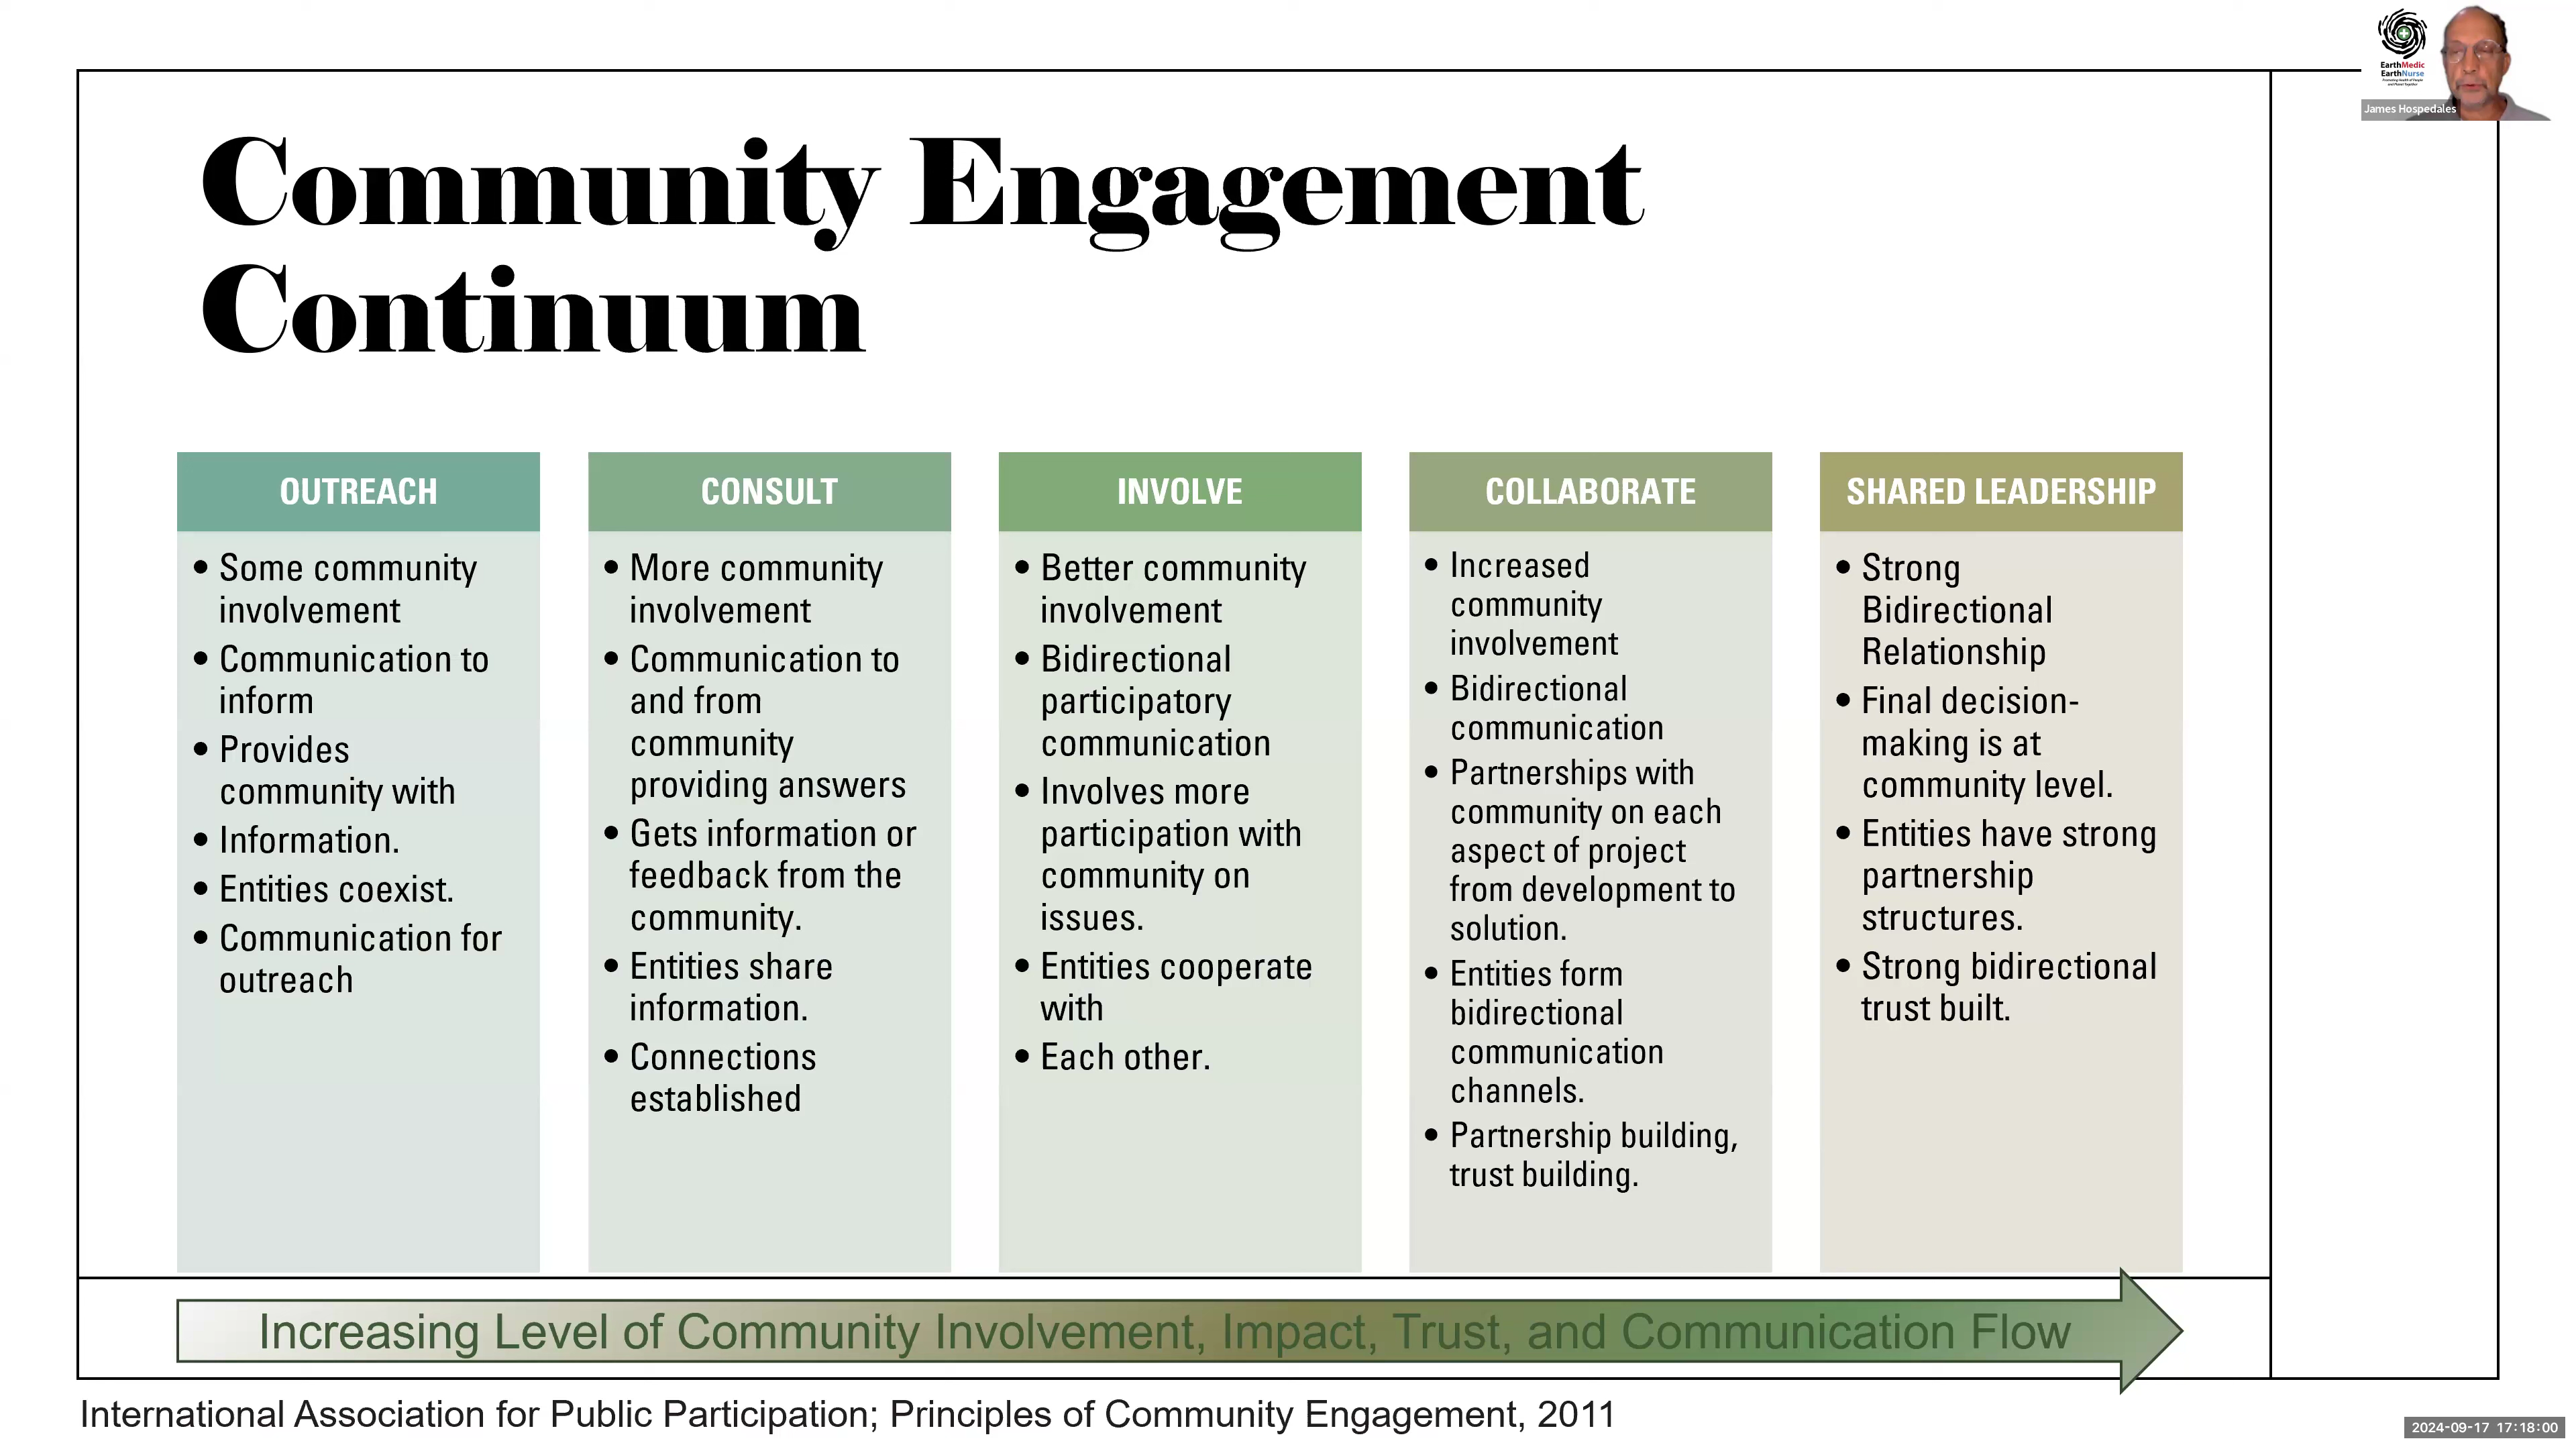 EarthMedic
EarthNurse
James Hospedales
Community Engagement
Continuum
OUTREACH
• Some community
involvement
• Communication to
inform
• Provides
community with
• Information.
• Entities coexist.
• Communication for
outreach
CONSULT
• More community
involvement
• Communication to
and from
community
providing answers
• Gets information or
feedback from the
community.
• Entities share
information.
• Connections
established
INVOLVE
• Better community
involvement
• Bidirectional
participatory
communication
• Involves more
participation with
community on
issues.
• Entities cooperate
with
• Each other.
COLLABORATE
• Increased
community
involvement
• Bidirectional
communication
• Partnerships with
community on each
aspect of project
from development to
solution.
• Entities form
bidirectional
communication
channels.
• Partnership building,
trust building.
SHARED LEADERSHIP
• Strong
Bidirectional
Relationship
• Final decision-
making is at
community level.
• Entities have strong
partnership
structures.
• Strong bidirectional
trust built.
Increasing Level of Community Involvement, Impact, Trust, and Communication Flow
International Association for Public Participation; Principles of Community Engagement, 2011
2024-09-17 17:18:00